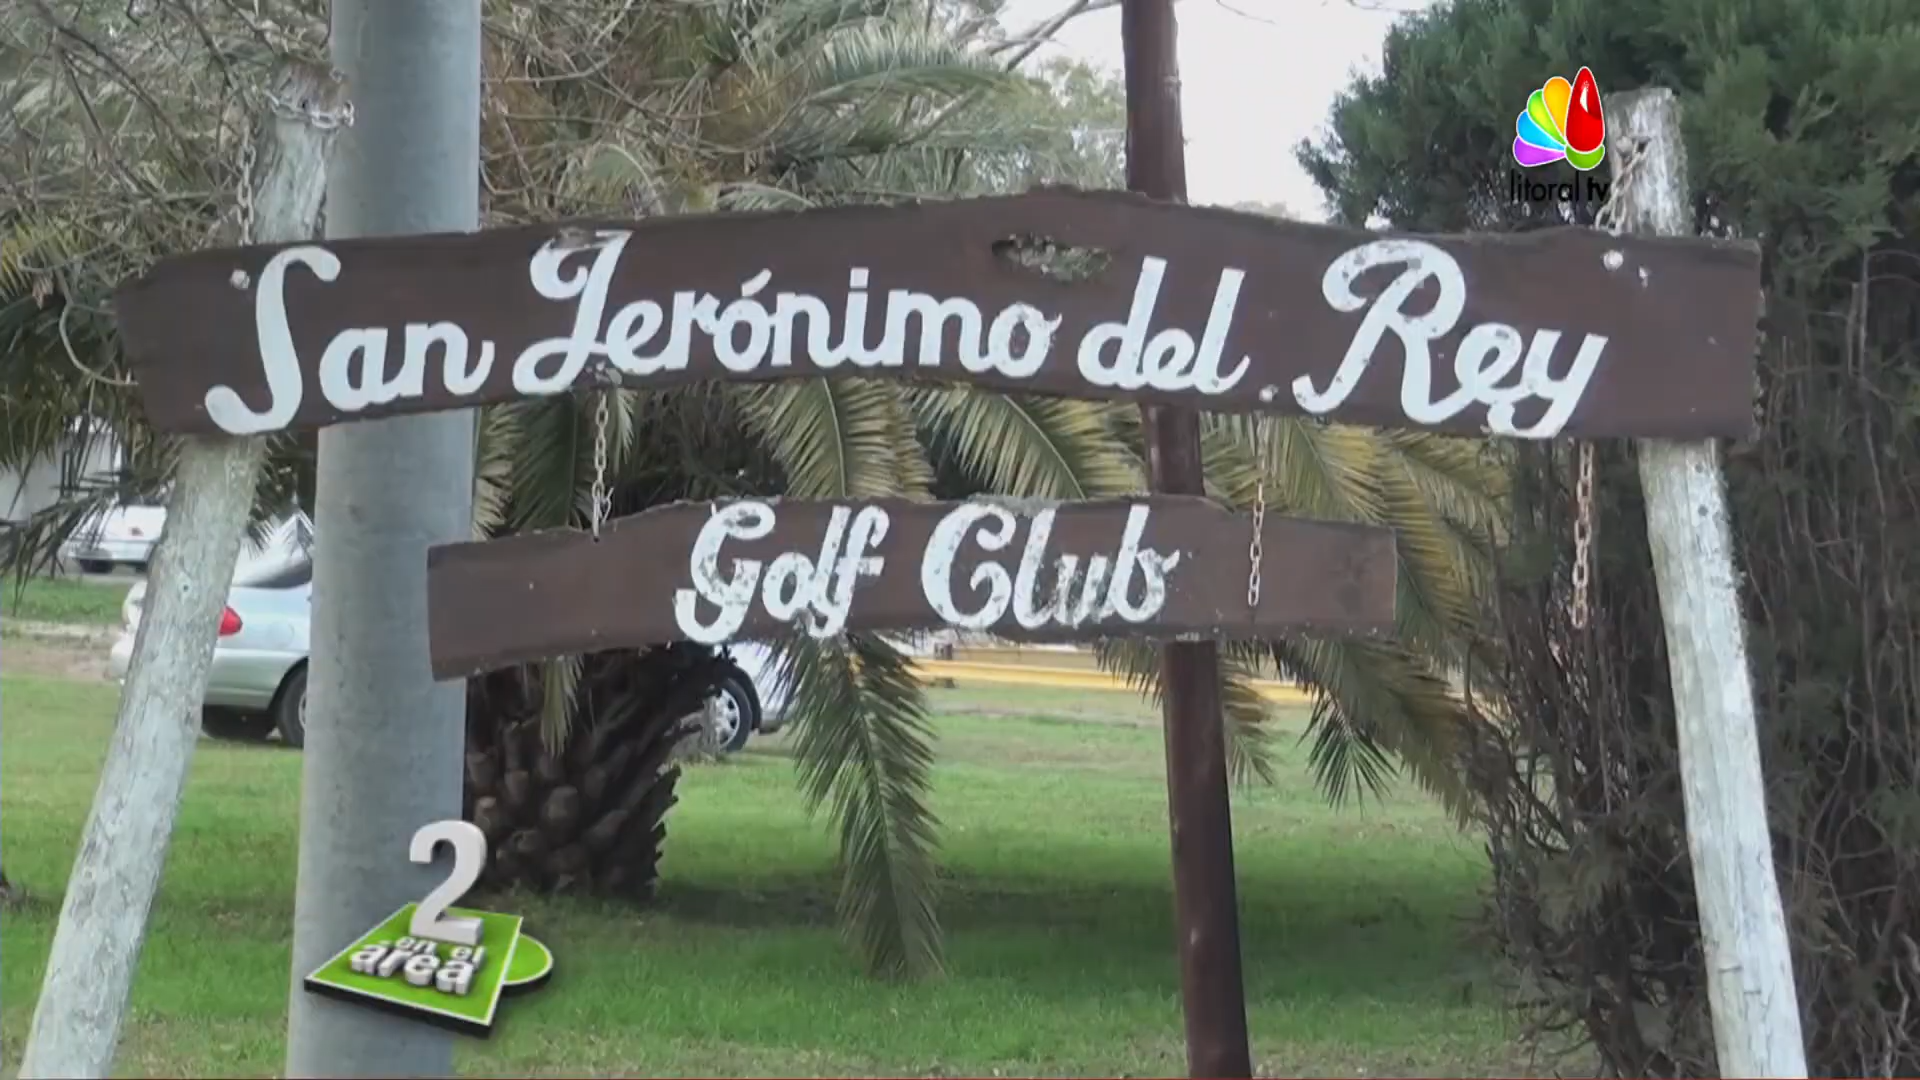 litoral tv
San Jerónimo del Rey
Golf Club
2
en el
área